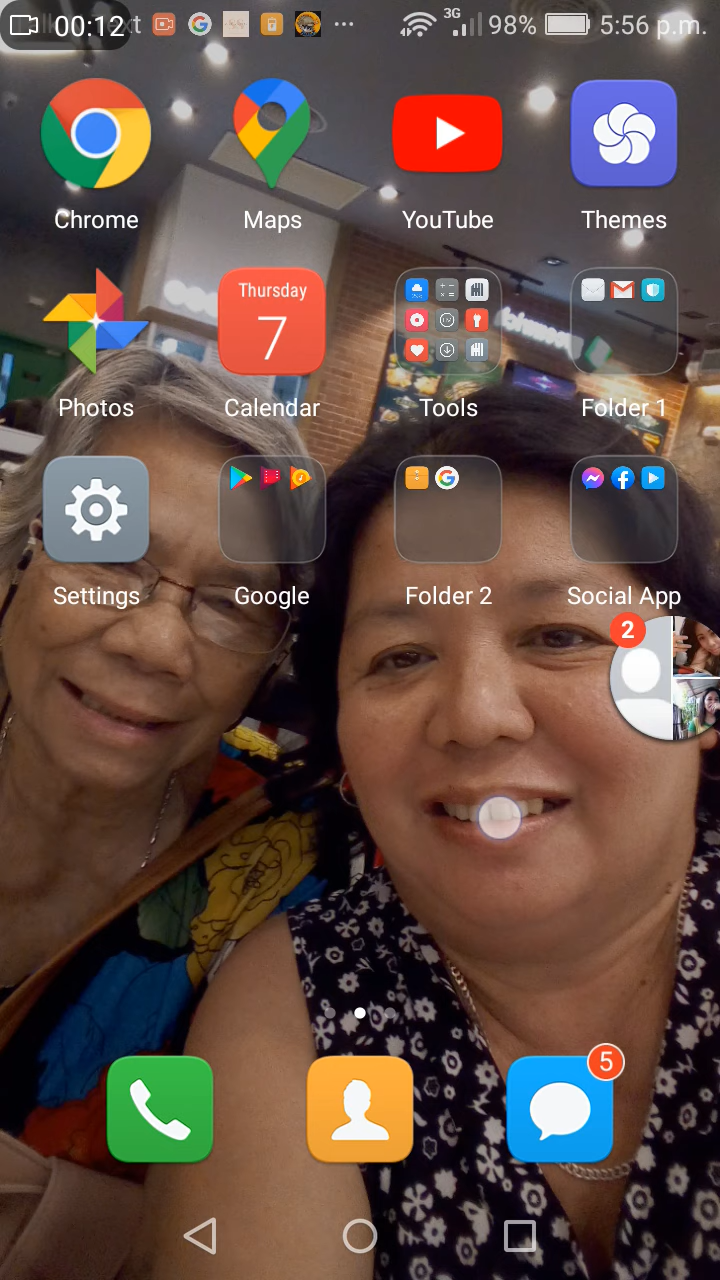 00:12
3G
98%
5:56 p.m.
Chrome
Maps
YouTube
Themes
Thursday
7
Photos
Calendar
Tools
Folder 1
Settings
Google
Folder 2
Social App
2
5